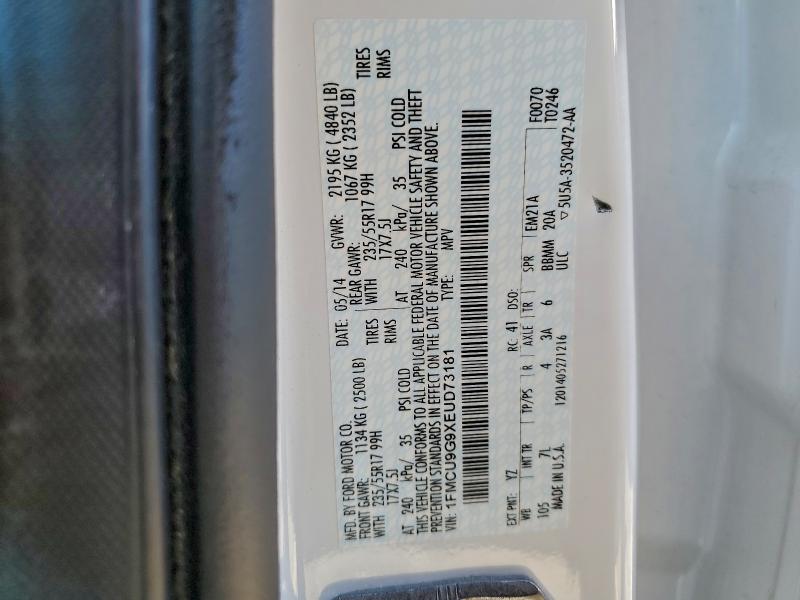 MFD. BY FORD MOTOR CO. DATE: 05/14 GVWR: 2195 KG ( 4840 LB)
FRONT GAWR: 1134 KG ( 2500 LB) REAR GAWR: 1067 KG ( 2352 LB)
WITH 235/55R17 99H TIRES WITH 235/55R17 99H TIRES
17X7.5J RIMS 17X7.5J RIMS
AT 240 kPa/ 35 PSI COLD AT 240 kPa/ 35 PSI COLD
THIS VEHICLE CONFORMS TO ALL APPLICABLE FEDERAL MOTOR VEHICLE SAFETY AND THEFT
PREVENTION STANDARDS IN EFFECT ON THE DATE OF MANUFACTURE SHOWN ABOVE.
VIN: 1FMCU9G9XEUD73181 TYPE: MPV
EXT PNT: YZ RC: 41 DSO: F0070
WB INT TR TP/PS R AXLE TR SPR EM21A T0246
105 7L 4 3A 6 BBMM 20A
MADE IN U.S.A. 1201405271216 ULC ▽5U5A-3520472-AA